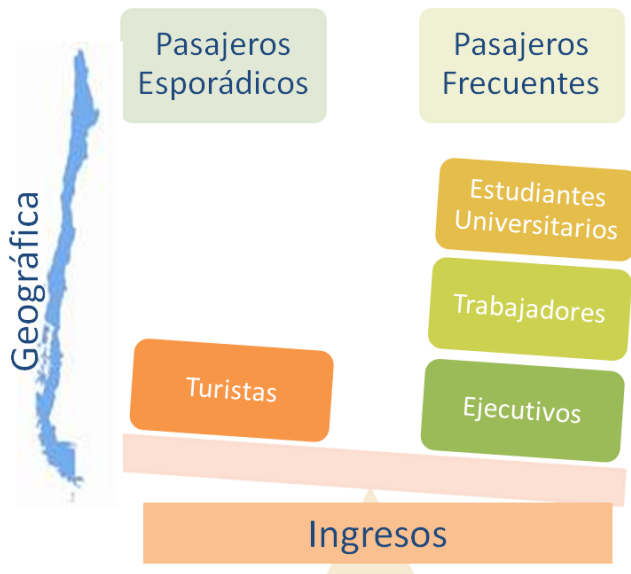 Pasajeros
Esporádicos
Pasajeros
Frecuentes
Geográfica
Estudiantes
Universitarios
Trabajadores
Turistas
Ejecutivos
Ingresos